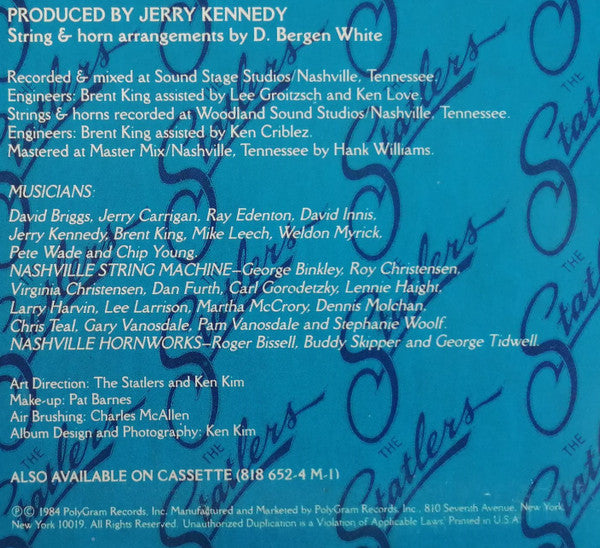 PRODUCED BY JERRY KENNEDY
String & horn arrangements by D. Bergen White
Recorded & mixed at Sound Stage Studios/Nashville, Tennessee.
Engineers: Brent King assisted by Lee Groitzsch and Ken Love.
Strings & horns recorded at Woodland Sound Studios/Nashville, Tennessee.
Engineers: Brent King assisted by Ken Criblez.
Mastered at Master Mix/Nashville, Tennessee by Hank Williams.
MUSICIANS:
David Briggs, Jerry Carrigan, Ray Edenton, David Innis,
Jerry Kennedy, Brent King, Mike Leech, Weldon Myrick,
Pete Wade and Chip Young.
NASHVILLE STRING MACHINE—George Binkley, Roy Christensen,
Virginia Christensen, Dan Furth, Carl Gorodetzky, Lennie Haight,
Larry Harvin, Lee Larrison, Martha McCrory, Dennis Molchan,
Chris Teal, Gary Vanosdale, Pam Vanosdale and Stephanie Woolf.
NASHVILLE HORNWORKS—Roger Bissell, Buddy Skipper and George Tidwell.
Art Direction: The Statlers and Ken Kim
Make-up: Pat Barnes
Air Brushing: Charles McAllen
Album Design and Photography: Ken Kim
ALSO AVAILABLE ON CASSETTE (818 652-4 M-1)
℗© 1984 PolyGram Records, Inc. Manufactured and Marketed by PolyGram Records, Inc., 810 Seventh Avenue, New York,
New York 10019. All Rights Reserved. Unauthorized Duplication is a Violation of Applicable Laws. Printed in U.S.A.
THE Statlers
THE Statlers
THE Statlers